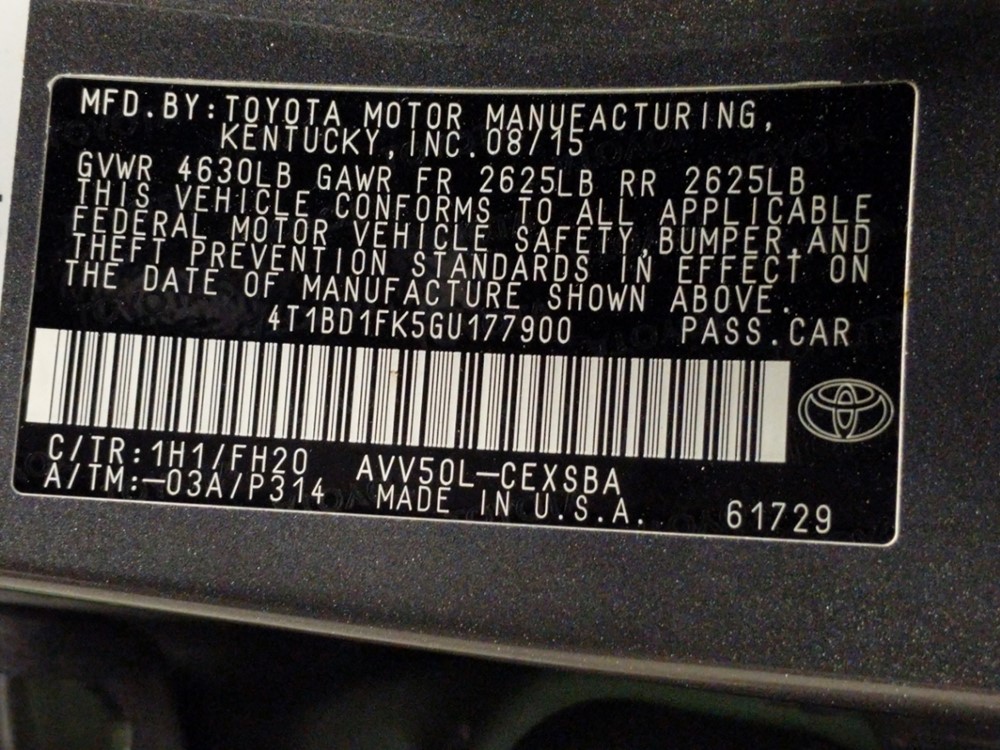 MFD.BY:TOYOTA MOTOR MANUFACTURING,
KENTUCKY,INC.08/15
GVWR 4630LB GAWR FR 2625LB RR 2625LB
THIS VEHICLE CONFORMS TO ALL APPLICABLE
FEDERAL MOTOR VEHICLE SAFETY,BUMPER,AND
THEFT PREVENTION STANDARDS IN EFFECT ON
THE DATE OF MANUFACTURE SHOWN ABOVE.
4T1BD1FK5GU177900 PASS.CAR
C/TR:1H1/FH20 AVV50L-CEXSBA
A/TM:-03A/P314 MADE IN U.S.A. 61729